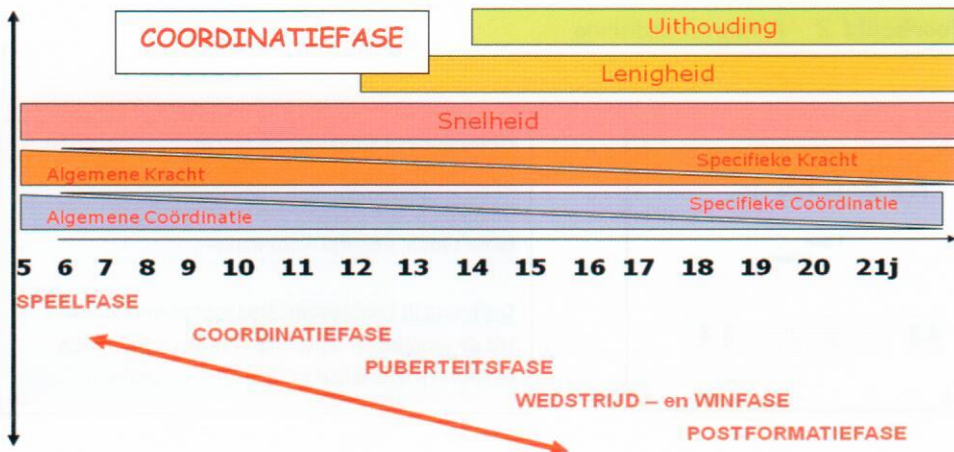 COORDINATIEFASE
Uithouding
Lenigheid
Snelheid
Algemene Kracht
Specifieke Kracht
Algemene Coördinatie
Specifieke Coördinatie
5 6 7 8 9 10 11 12 13 14 15 16 17 18 19 20 21j
SPEELFASE
COORDINATIEFASE
PUBERTEITSFASE
WEDSTRIJD – en WINFASE
POSTFORMATIEFASE